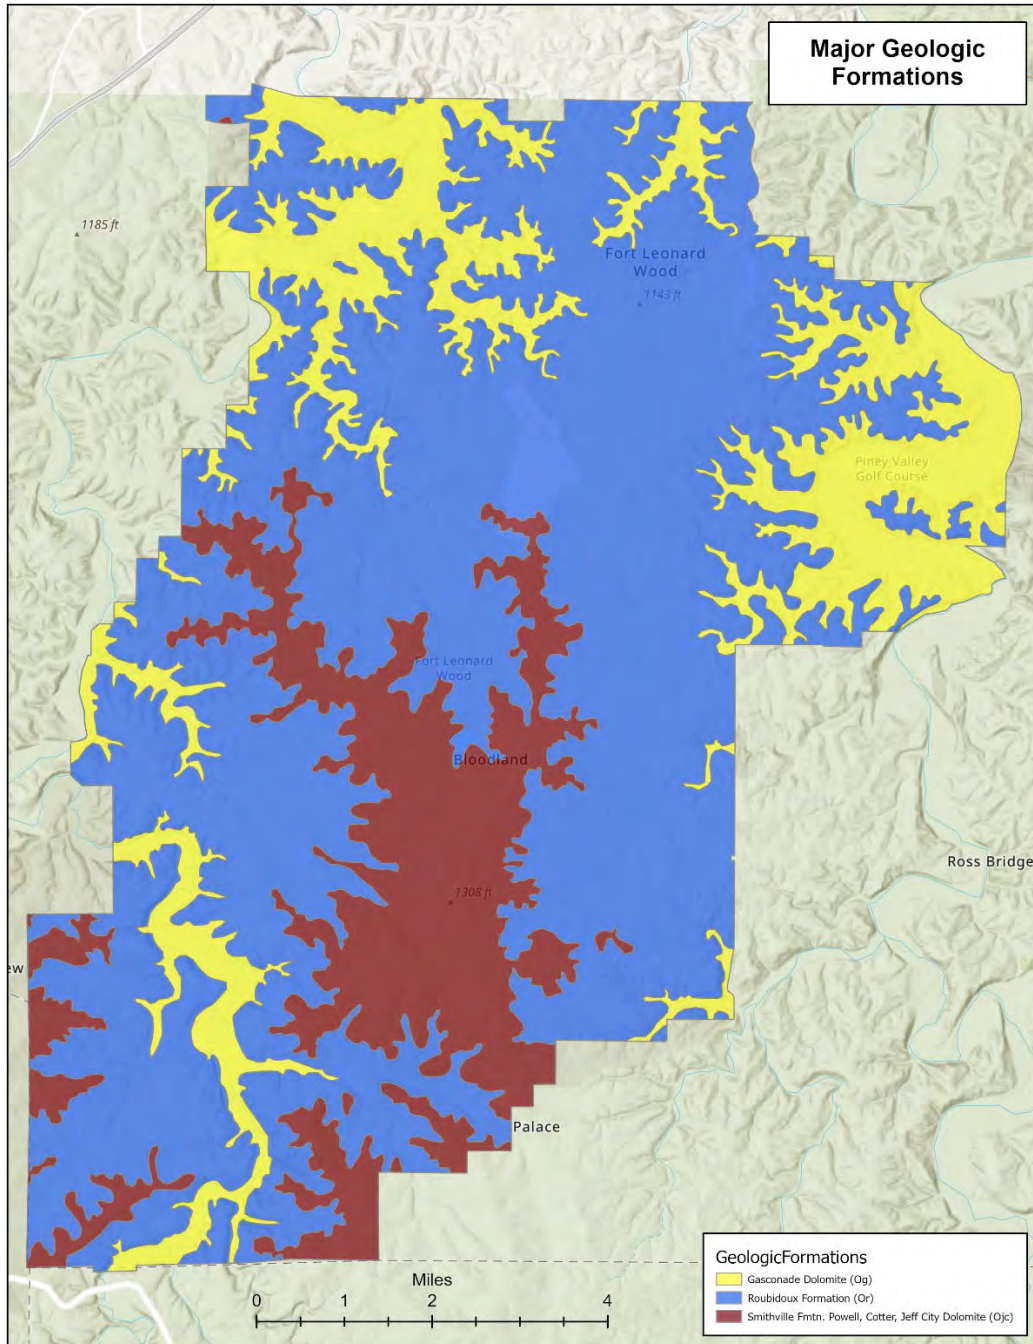 Major Geologic
Formations
1185 ft
Fort Leonard
Wood
1143 ft
Piney Valley
Golf Course
Fort Leonard
Wood
Bloodland
Ross Bridge
1308 ft
ew
Palace
GeologicFormations
Gasconade Dolomite (Og)
Roubidoux Formation (Or)
Smithville Fmtn. Powell, Cotter, Jeff City Dolomite (Ojc)
Miles
0 1 2 4